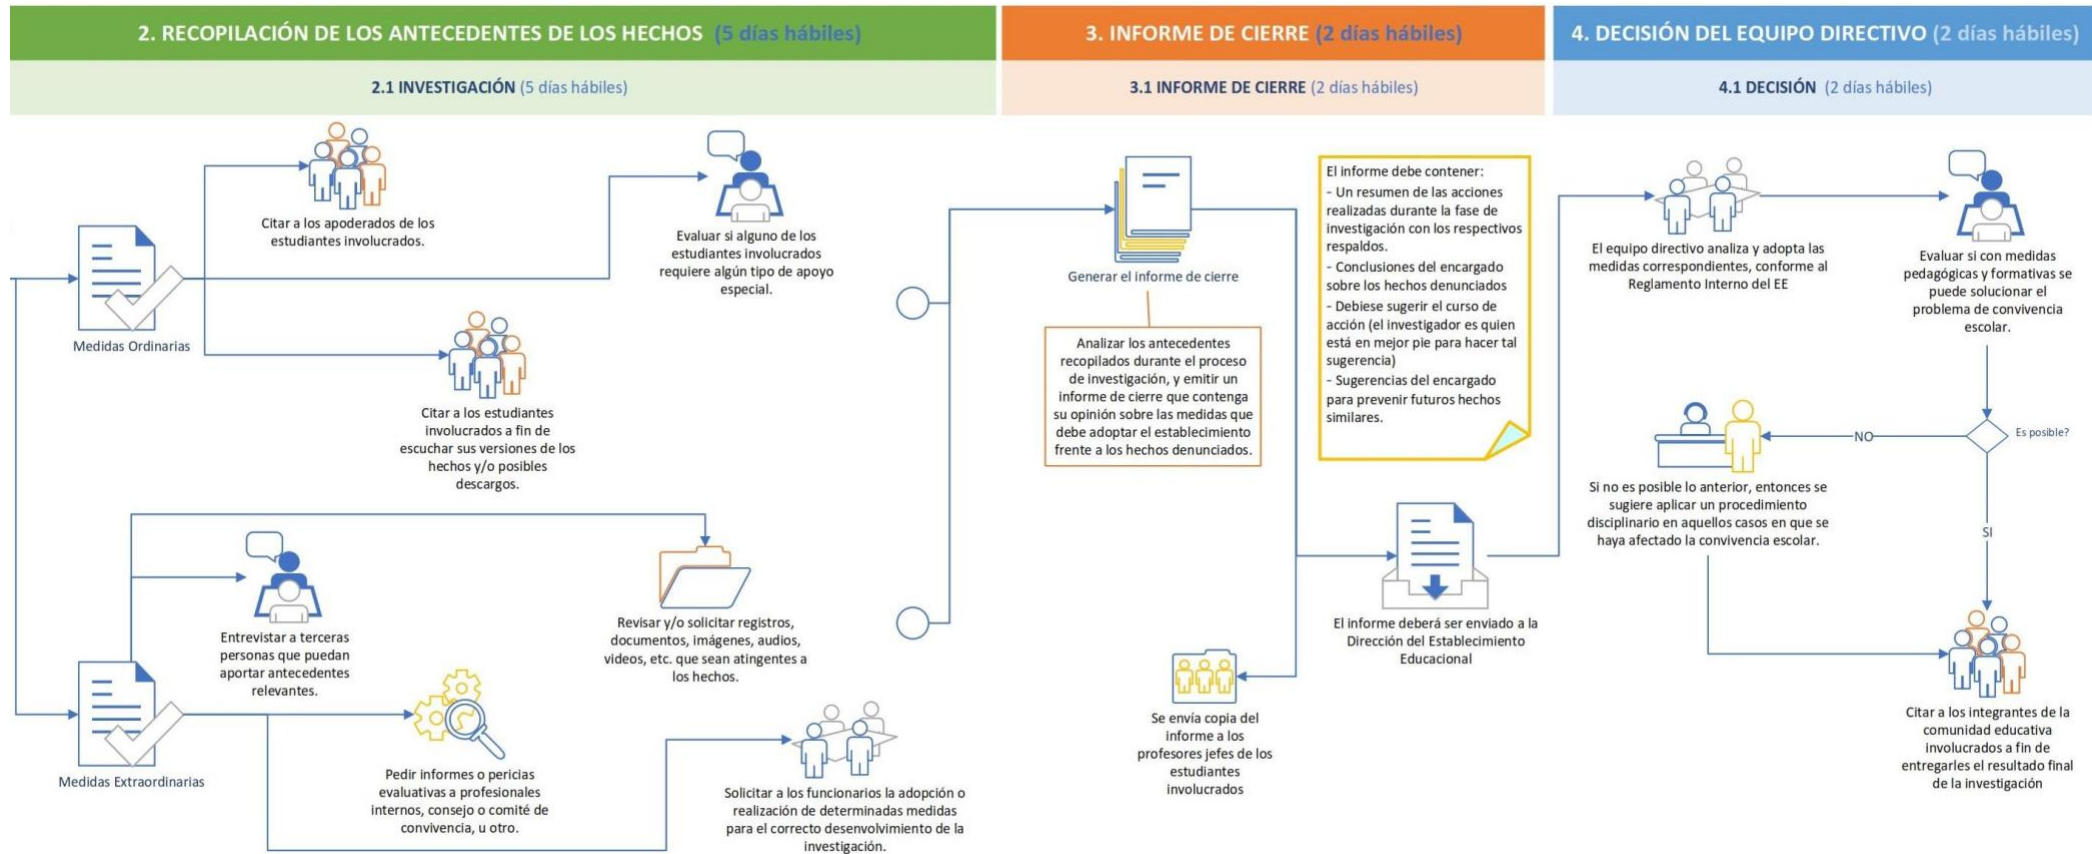 2. RECOPILACIÓN DE LOS ANTECEDENTES DE LOS HECHOS (5 días hábiles)
2.1 INVESTIGACIÓN (5 días hábiles)
Citar a los apoderados de los
estudiantes involucrados.
Evaluar si alguno de los
estudiantes involucrados
requiere algún tipo de apoyo
especial.
Medidas Ordinarias
Citar a los estudiantes
involucrados a fin de
escuchar sus versiones de los
hechos y/o posibles
descargos.
Entrevistar a terceras
personas que puedan
aportar antecedentes
relevantes.
Revisar y/o solicitar registros,
documentos, imágenes, audios,
videos, etc. que sean atingentes a
los hechos.
Medidas Extraordinarias
Pedir informes o pericias
evaluativas a profesionales
internos, consejo o comité de
convivencia, u otro.
Solicitar a los funcionarios la adopción o
realización de determinadas medidas
para el correcto desenvolvimiento de la
investigación.
3. INFORME DE CIERRE (2 días hábiles)
3.1 INFORME DE CIERRE (2 días hábiles)
Generar el informe de cierre
Analizar los antecedentes
recopilados durante el proceso
de investigación, y emitir un
informe de cierre que contenga
su opinión sobre las medidas que
debe adoptar el establecimiento
frente a los hechos denunciados.
El informe debe contener:
- Un resumen de las acciones
realizadas durante la fase de
investigación con los respectivos
respaldos.
- Conclusiones del encargado
sobre los hechos denunciados
- Debiese sugerir el curso de
acción (el investigador es quien
está en mejor pie para hacer tal
sugerencia)
- Sugerencias del encargado
para prevenir futuros hechos
similares.
El informe deberá ser enviado a la
Dirección del Establecimiento
Educacional
Se envía copia del
informe a los
profesores jefes de los
estudiantes
involucrados
4. DECISIÓN DEL EQUIPO DIRECTIVO (2 días hábiles)
4.1 DECISIÓN (2 días hábiles)
El equipo directivo analiza y adopta las
medidas correspondientes, conforme al
Reglamento Interno del EE
Evaluar si con medidas
pedagógicas y formativas se
puede solucionar el
problema de convivencia
escolar.
Es posible?
NO
Si no es posible lo anterior, entonces se
sugiere aplicar un procedimiento
disciplinario en aquellos casos en que se
haya afectado la convivencia escolar.
SI
Citar a los integrantes de la
comunidad educativa
involucrados a fin de
entregarles el resultado final
de la investigación